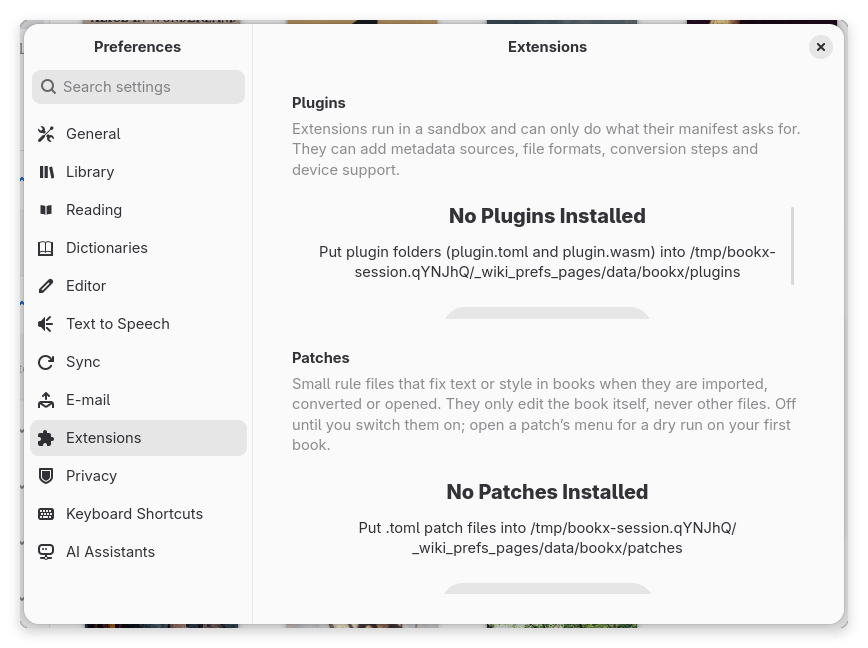 Preferences
Extensions
Search settings
General
Library
Reading
Dictionaries
Editor
Text to Speech
Sync
E-mail
Extensions
Privacy
Keyboard Shortcuts
AI Assistants
Plugins
Extensions run in a sandbox and can only do what their manifest asks for.
They can add metadata sources, file formats, conversion steps and
device support.
No Plugins Installed
Put plugin folders (plugin.toml and plugin.wasm) into /tmp/bookx-
session.qYNJhQ/_wiki_prefs_pages/data/bookx/plugins
Patches
Small rule files that fix text or style in books when they are imported,
converted or opened. They only edit the book itself, never other files. Off
until you switch them on; open a patch’s menu for a dry run on your first
book.
No Patches Installed
Put .toml patch files into /tmp/bookx-session.qYNJhQ/
_wiki_prefs_pages/data/bookx/patches